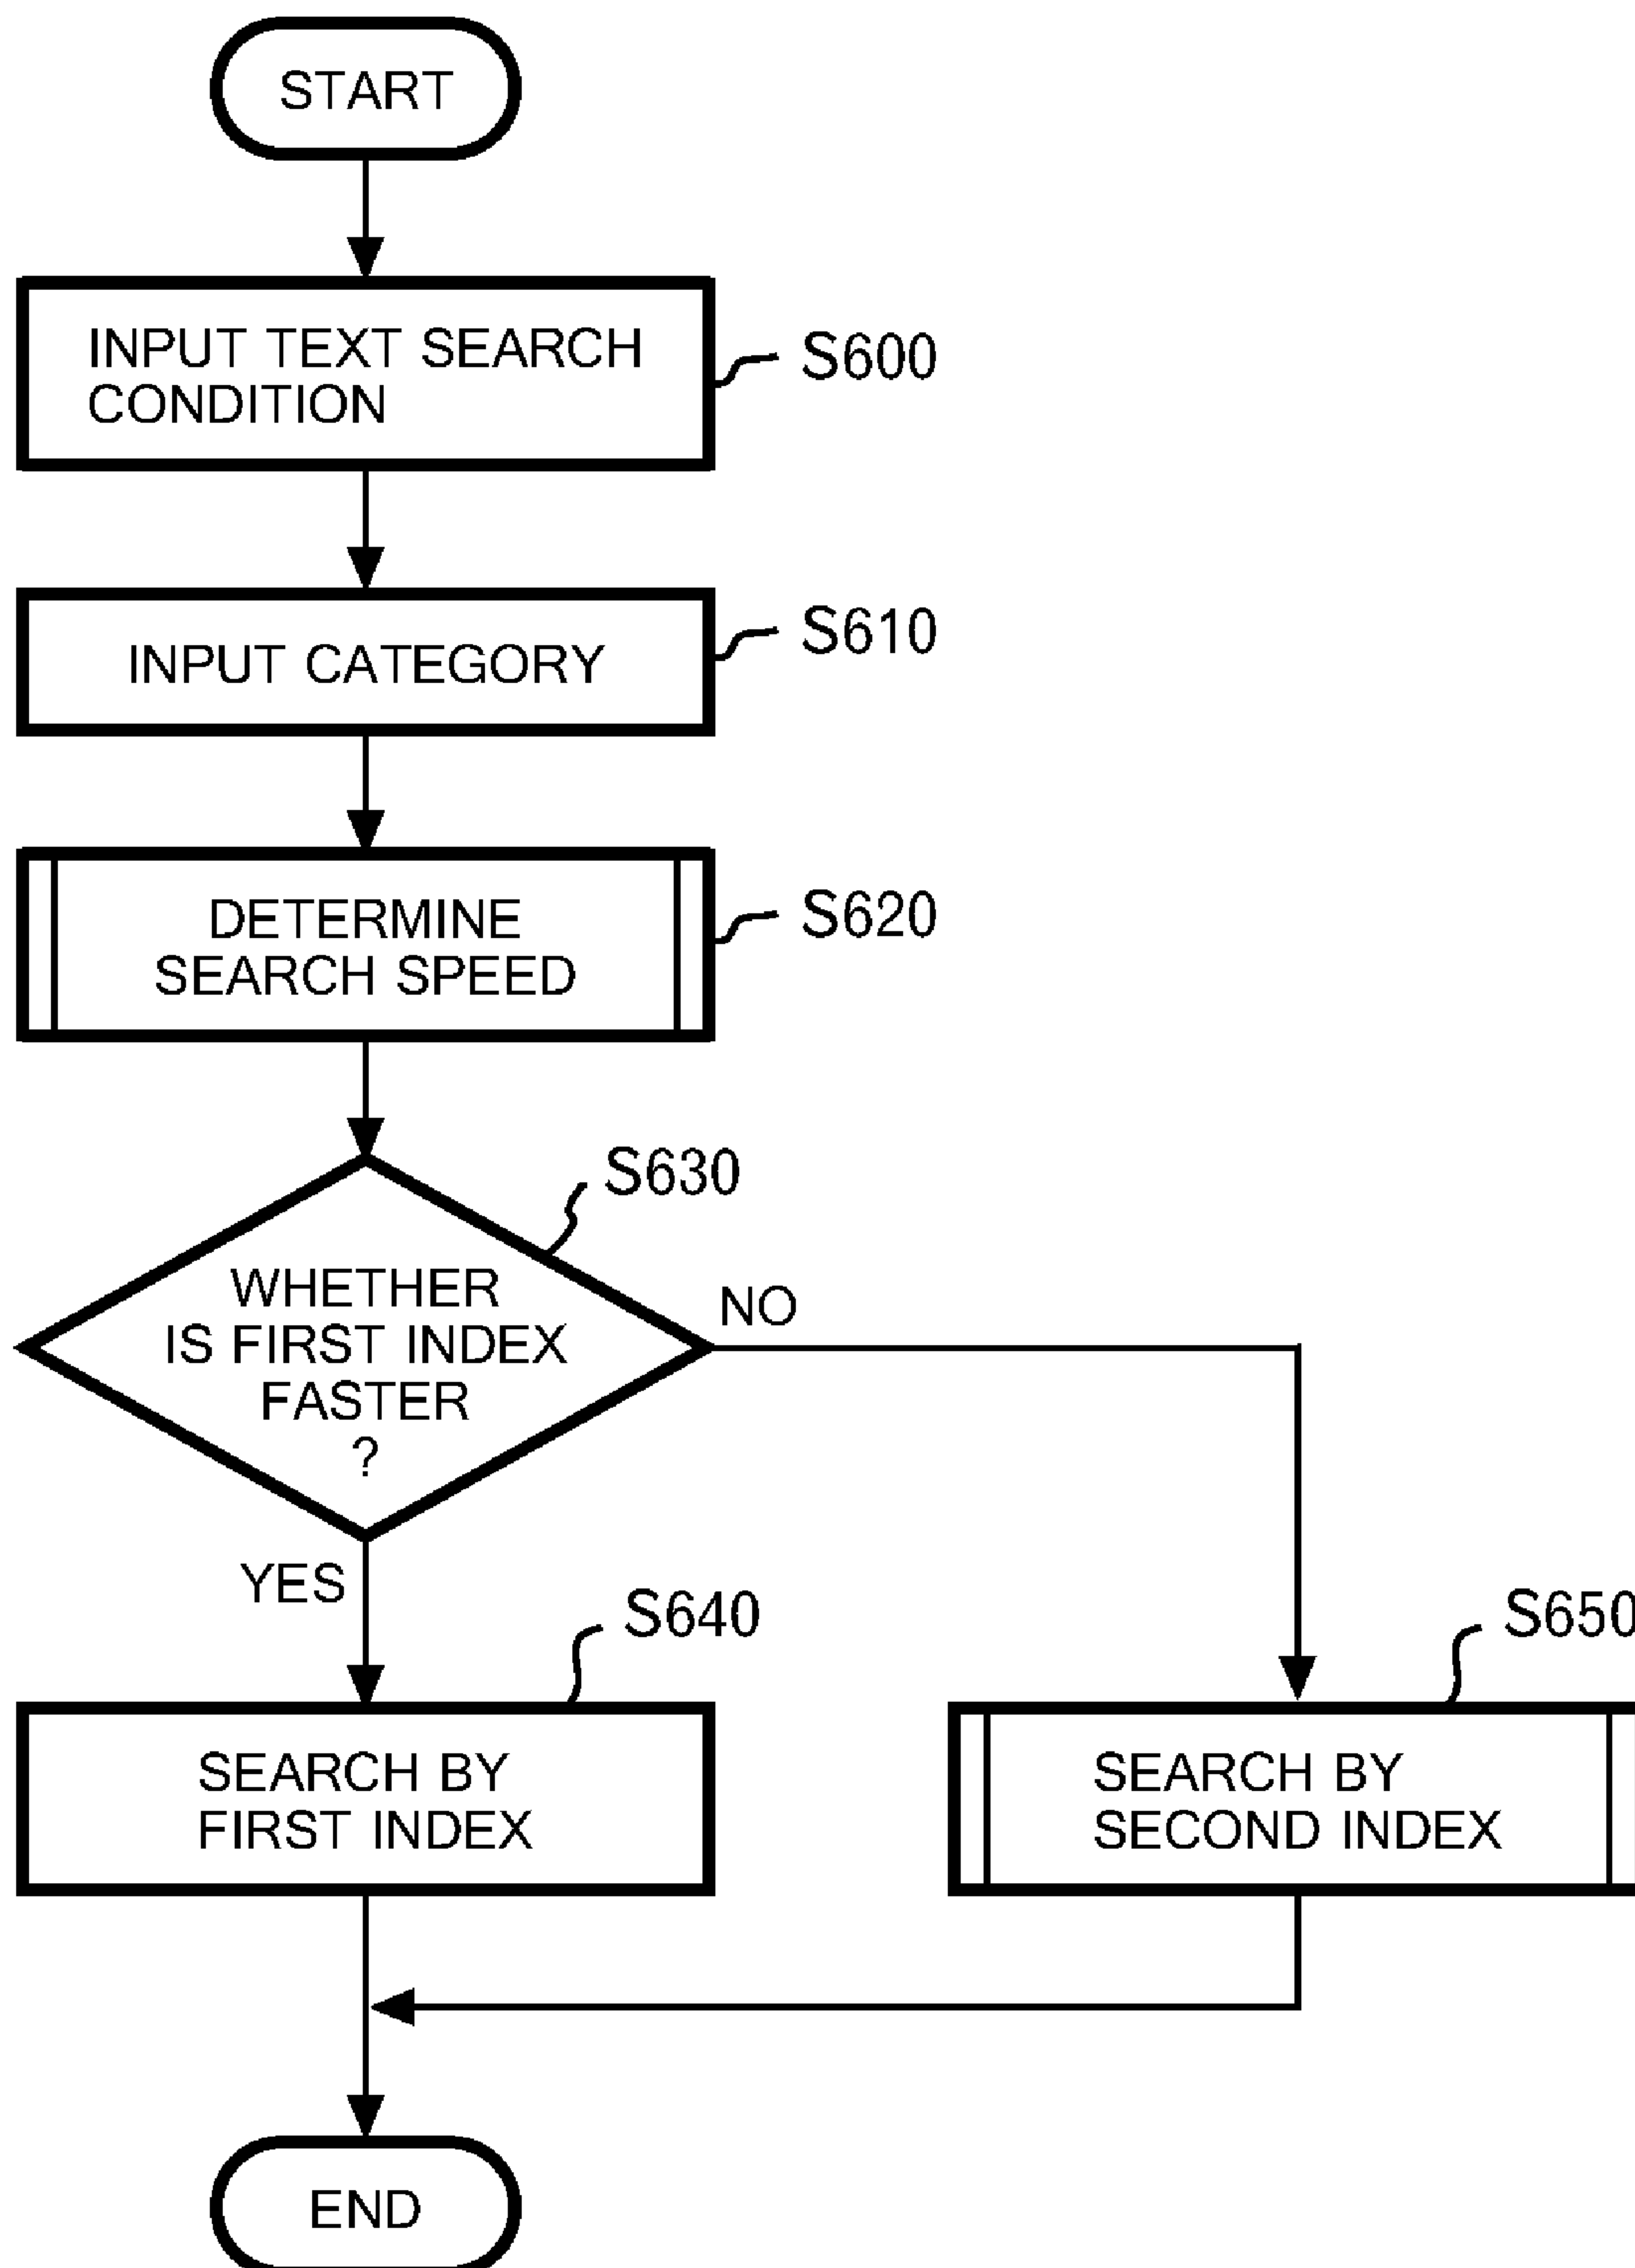 START
INPUT TEXT SEARCH
CONDITION
S600
INPUT CATEGORY
S610
DETERMINE
SEARCH SPEED
S620
S630
WHETHER
IS FIRST INDEX
FASTER
?
NO
YES
S640
S650
SEARCH BY
FIRST INDEX
SEARCH BY
SECOND INDEX
END